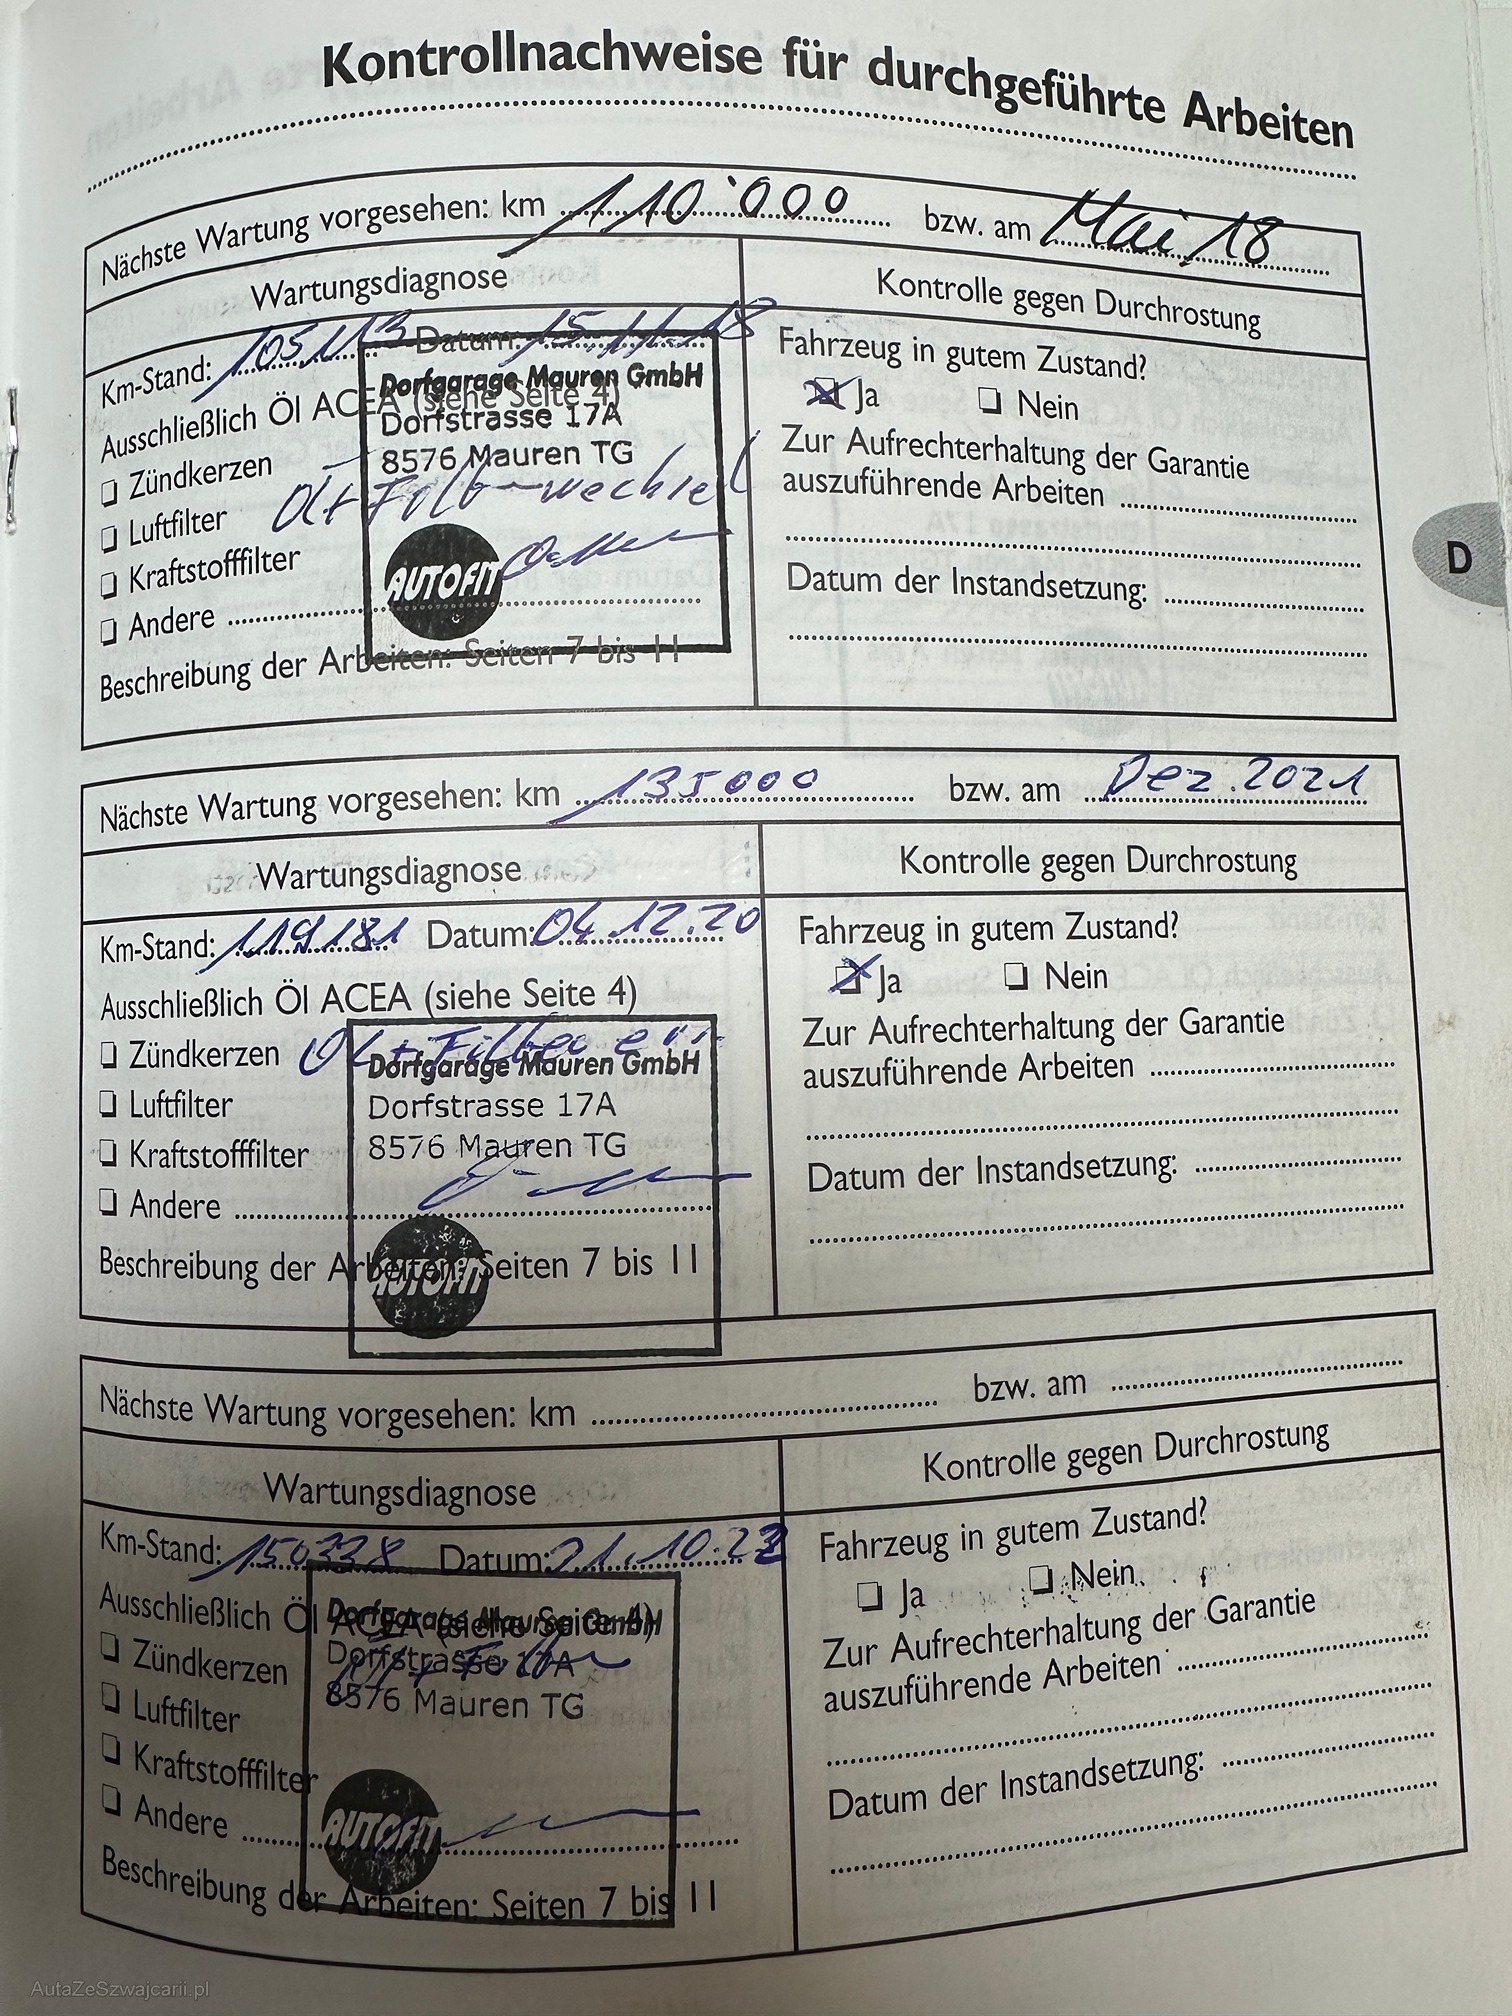 Kontrollnachweise für durchgeführte Arbeiten
Nächste Wartung vorgesehen: km 110'000 bzw. am Mai 18
Wartungsdiagnose
Kontrolle gegen Durchrostung
Km-Stand: 105113 Datum: 15.11.18
Ausschließlich Öl ACEA (siehe Seite 4)
Zündkerzen
Luftfilter
Kraftstofffilter
Andere
Beschreibung der Arbeiten: Seiten 7 bis 11
Dorfgarage Mauren GmbH
Dorfstrasse 17A
8576 Mauren TG
Öl + Filterwechsel
AUTOFIT
Fahrzeug in gutem Zustand?
Ja Nein
Zur Aufrechterhaltung der Garantie
auszuführende Arbeiten
Datum der Instandsetzung:
D
Nächste Wartung vorgesehen: km 135000 bzw. am Dez. 2021
Wartungsdiagnose
Kontrolle gegen Durchrostung
Km-Stand: 119181 Datum: 04.12.20
Ausschließlich Öl ACEA (siehe Seite 4)
Zündkerzen
Luftfilter
Kraftstofffilter
Andere
Beschreibung der Arbeiten: Seiten 7 bis 11
Öl + Filter
Dorfgarage Mauren GmbH
Dorfstrasse 17A
8576 Mauren TG
AUTOFIT
Fahrzeug in gutem Zustand?
Ja Nein
Zur Aufrechterhaltung der Garantie
auszuführende Arbeiten
Datum der Instandsetzung:
Nächste Wartung vorgesehen: km bzw. am
Wartungsdiagnose
Kontrolle gegen Durchrostung
Km-Stand: 150338 Datum: 21.10.22
Ausschließlich Öl ACEA (siehe Seite 4)
Zündkerzen
Luftfilter
Kraftstofffilter
Andere
Beschreibung der Arbeiten: Seiten 7 bis 11
Dorfgarage Mauren GmbH
Dorfstrasse 17A
8576 Mauren TG
Öl + Filter
AUTOFIT
Fahrzeug in gutem Zustand?
Ja Nein
Zur Aufrechterhaltung der Garantie
auszuführende Arbeiten
Datum der Instandsetzung:
AutaZeSzwajcarii.pl